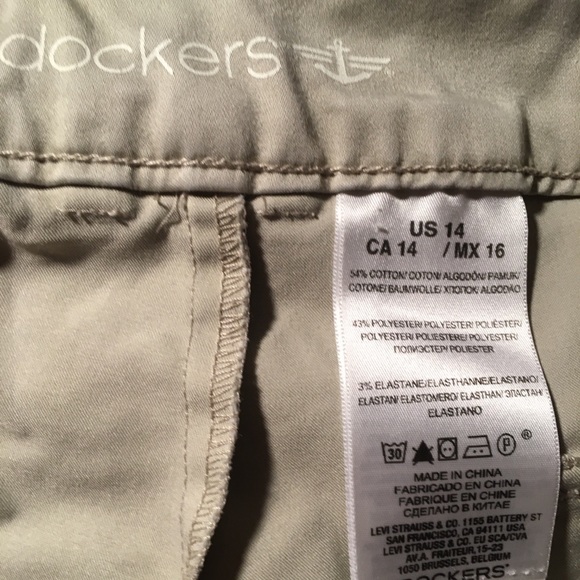 dockers
US 14
CA 14 / MX 16
54% COTTON/ COTON/ ALGODÓN/ PAMUK/
COTONE/ BAUMWOLLE/ ХЛОПОК/ ALGODÃO
43% POLYESTER/ POLYESTER/ POLIÉSTER/
POLYESTER/ POLIESTERE/ POLYESTER/
ПОЛИЭСТЕР/ POLIESTER
3% ELASTANE/ELASTHANNE/ELASTANO/
ELASTAN/ ELASTOMERO/ ELASTHAN/ ЭЛАСТАН/
ELASTANO
30 P ®
MADE IN CHINA
FABRICADO EN CHINA
FABRIQUE EN CHINE
СДЕЛАНО В КИТАЕ
LEVI STRAUSS & CO. 1155 BATTERY ST
SAN FRANCISCO, CA 94111 USA
LEVI STRAUSS & CO. EU SCA/CVA
AV.A. FRAITEUR,15-23
1050 BRUSSELS, BELGIUM
DOCKERS